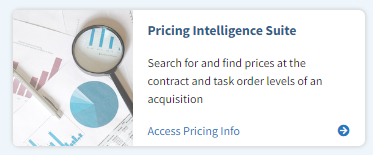 Pricing Intelligence Suite
Search for and find prices at the
contract and task order levels of an
acquisition
Access Pricing Info